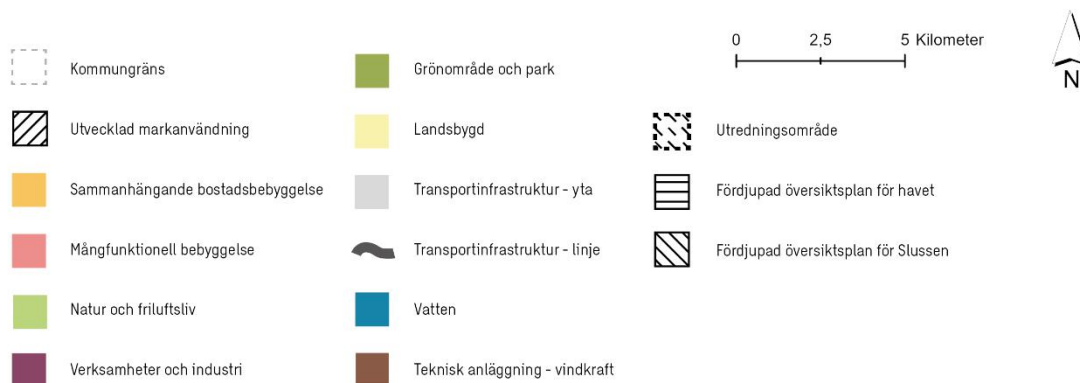 0 2,5 5 Kilometer
N
Kommungräns
Utvecklad markanvändning
Sammanhängande bostadsbebyggelse
Mångfunktionell bebyggelse
Natur och friluftsliv
Verksamheter och industri
Grönområde och park
Landsbygd
Transportinfrastruktur - yta
Transportinfrastruktur - linje
Vatten
Teknisk anläggning - vindkraft
Utredningsområde
Fördjupad översiktsplan för havet
Fördjupad översiktsplan för Slussen